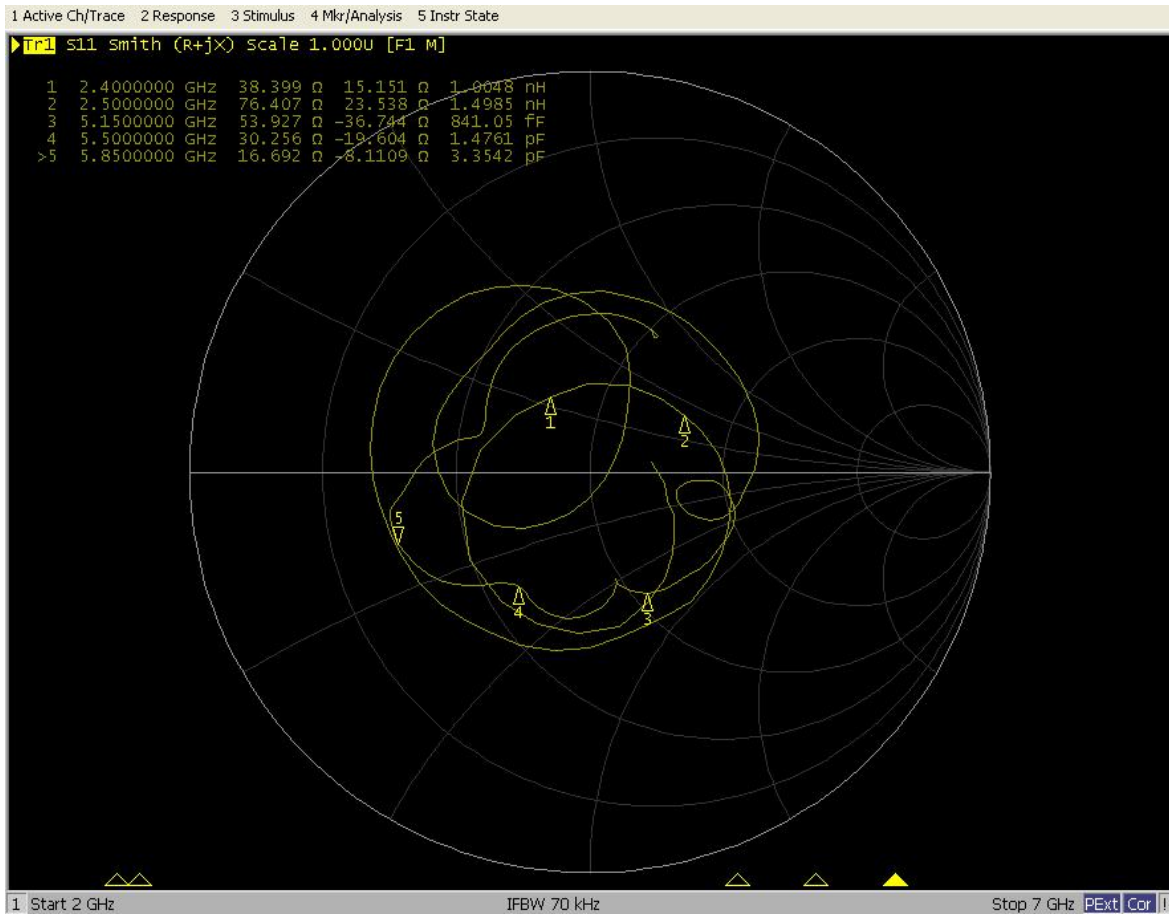 1 Active Ch/Trace 2 Response 3 Stimulus 4 Mkr/Analysis 5 Instr State
Tr1 S11 Smith (R+jX) Scale 1.000U [F1 M]
1 2.4000000 GHz 38.399 Ω 15.151 Ω 1.0048 nH
2 2.5000000 GHz 76.407 Ω 23.538 Ω 1.4985 nH
3 5.1500000 GHz 53.927 Ω -36.744 Ω 841.05 fF
4 5.5000000 GHz 30.256 Ω -19.604 Ω 1.4761 pF
>5 5.8500000 GHz 16.692 Ω -8.1109 Ω 3.3542 pF
1
2
5
4
3
1 Start 2 GHz IFBW 70 kHz Stop 7 GHz PExt Cor !